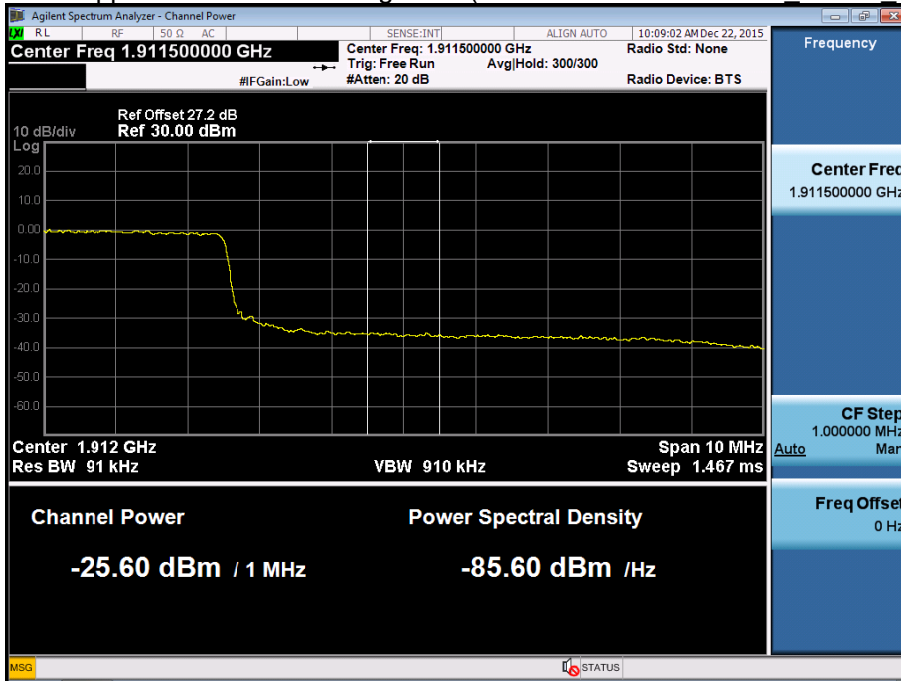 Agilent Spectrum Analyzer - Channel Power
LXI RL RF 50 Ω AC SENSE:INT ALIGN AUTO 10:09:02 AM Dec 22, 2015
Center Freq 1.911500000 GHz
#IFGain:Low
Center Freq: 1.911500000 GHz
Trig: Free Run Avg|Hold: 300/300
#Atten: 20 dB
Radio Std: None
Radio Device: BTS
Ref Offset 27.2 dB
10 dB/div Ref 30.00 dBm
Log
20.0
10.0
0.00
-10.0
-20.0
-30.0
-40.0
-50.0
-60.0
Center 1.912 GHz Span 10 MHz
Res BW 91 kHz VBW 910 kHz Sweep 1.467 ms
Channel Power Power Spectral Density
-25.60 dBm / 1 MHz -85.60 dBm /Hz
MSG STATUS
Frequency
Center Freq
1.911500000 GHz
CF Step
1.000000 MHz
Auto Man
Freq Offset
0 Hz